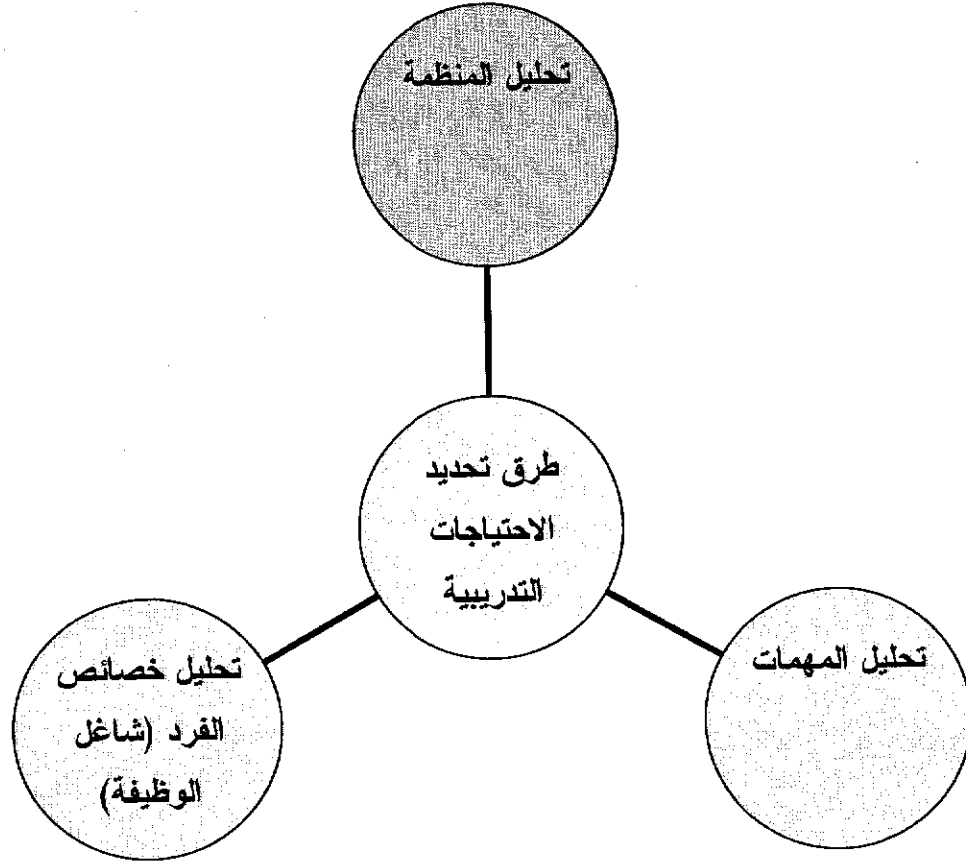 تحليل المنظمة
طرق تحديد
الاحتياجات
التدريبية
تحليل المهمات
تحليل خصائص
الفرد (شاغل
الوظيفة)